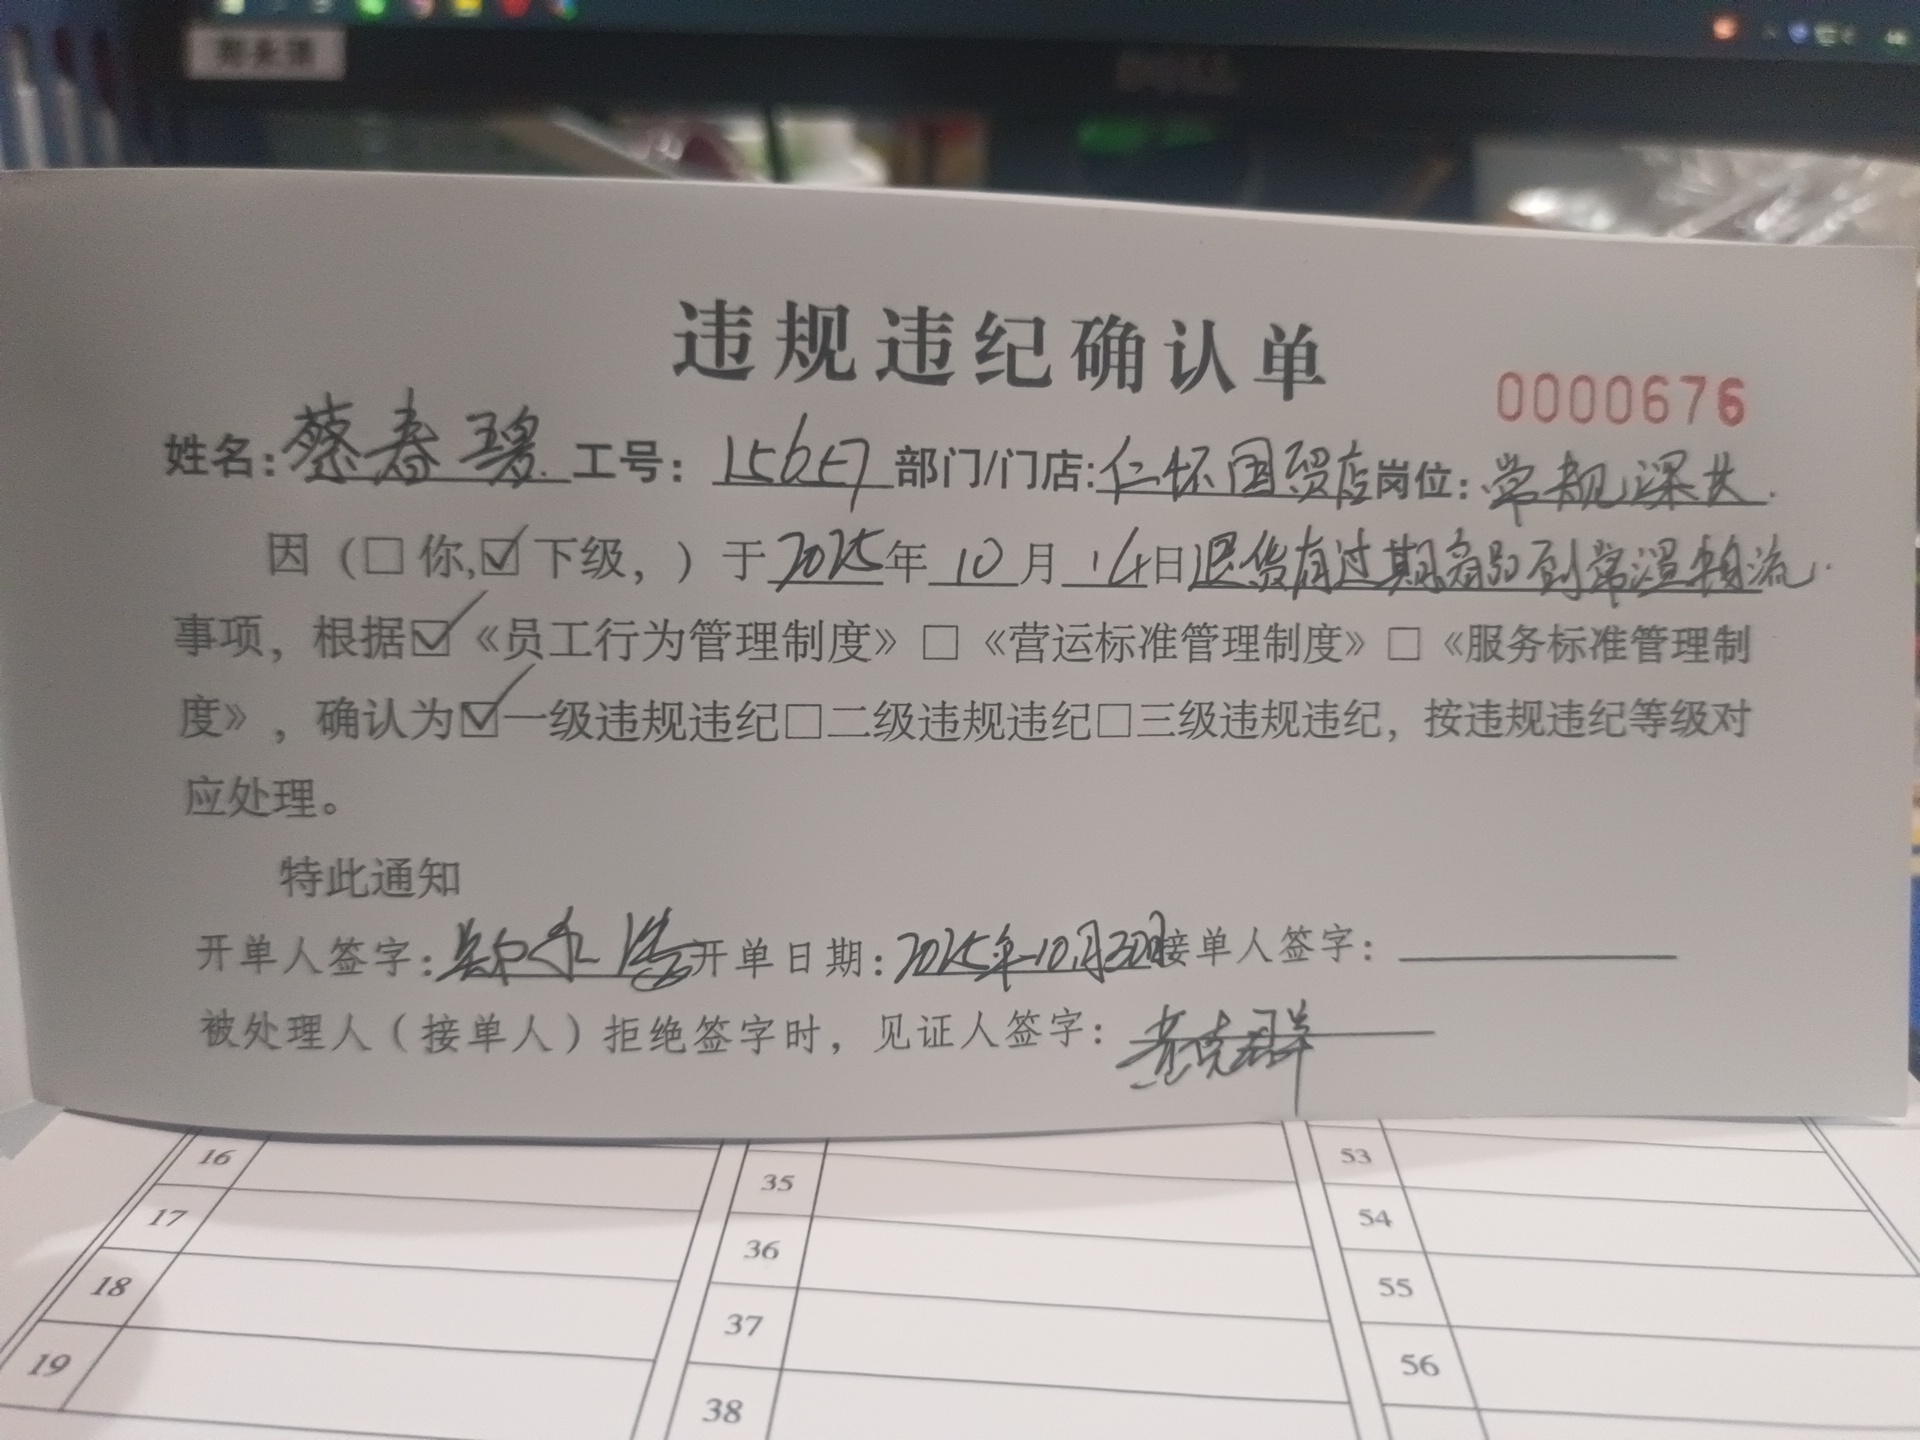 违规违纪确认单
0000676
姓名:蔡春碧 工号:15657 部门/门店:仁怀国贸店 岗位:常规课长
因(□你,☑下级,)于2025年10月14日退货有过期商品到常温物流
事项,根据☑《员工行为管理制度》□《营运标准管理制度》□《服务标准管理制
度》,确认为☑一级违规违纪□二级违规违纪□三级违规违纪,按违规违纪等级对
应处理。
特此通知
开单人签字: 开单日期:2025年10月30日 接单人签字:
被处理人(接单人)拒绝签字时,见证人签字:黄克群
16 35 53
17 36 54
18 37 55
19 38 56